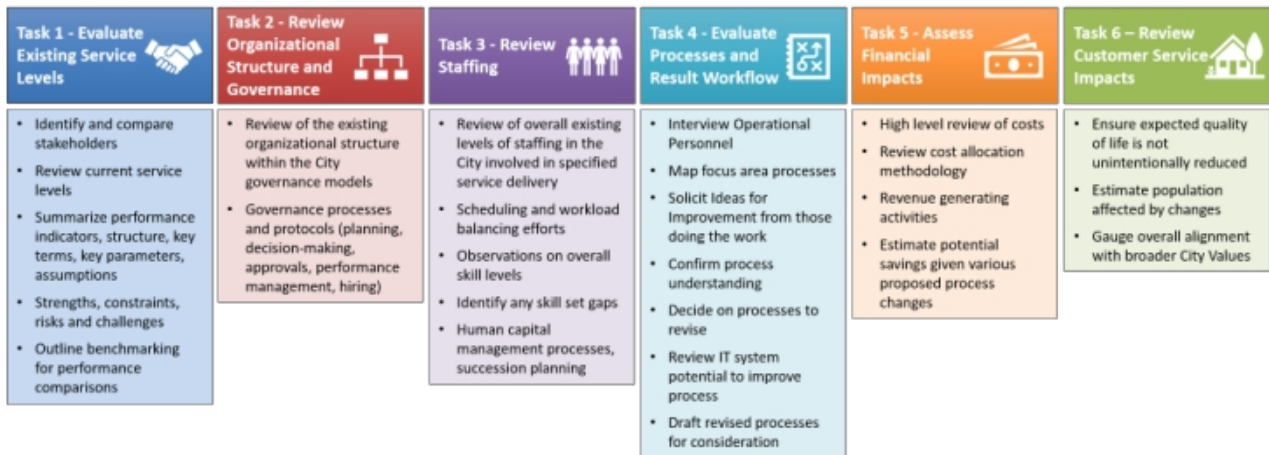 Task 1 - Evaluate
Existing Service
Levels
• Identify and compare
stakeholders
• Review current service
levels
• Summarize performance
indicators, structure, key
terms, key parameters,
assumptions
• Strengths, constraints,
risks and challenges
• Outline benchmarking
for performance
comparisons
Task 2 - Review
Organizational
Structure and
Governance
• Review of the existing
organizational structure
within the City
governance models
• Governance processes
and protocols (planning,
decision-making,
approvals, performance
management, hiring)
Task 3 - Review
Staffing
• Review of overall existing
levels of staffing in the
City involved in specified
service delivery
• Scheduling and workload
balancing efforts
• Observations on overall
skill levels
• Identify any skill set gaps
• Human capital
management processes,
succession planning
Task 4 - Evaluate
Processes and
Result Workflow
• Interview Operational
Personnel
• Map focus area processes
• Solicit Ideas for
Improvement from those
doing the work
• Confirm process
understanding
• Decide on processes to
revise
• Review IT system
potential to improve
process
• Draft revised processes
for consideration
Task 5 - Assess
Financial
Impacts
• High level review of costs
• Review cost allocation
methodology
• Revenue generating
activities
• Estimate potential
savings given various
proposed process
changes
Task 6 – Review
Customer Service
Impacts
• Ensure expected quality
of life is not
unintentionally reduced
• Estimate population
affected by changes
• Gauge overall alignment
with broader City Values